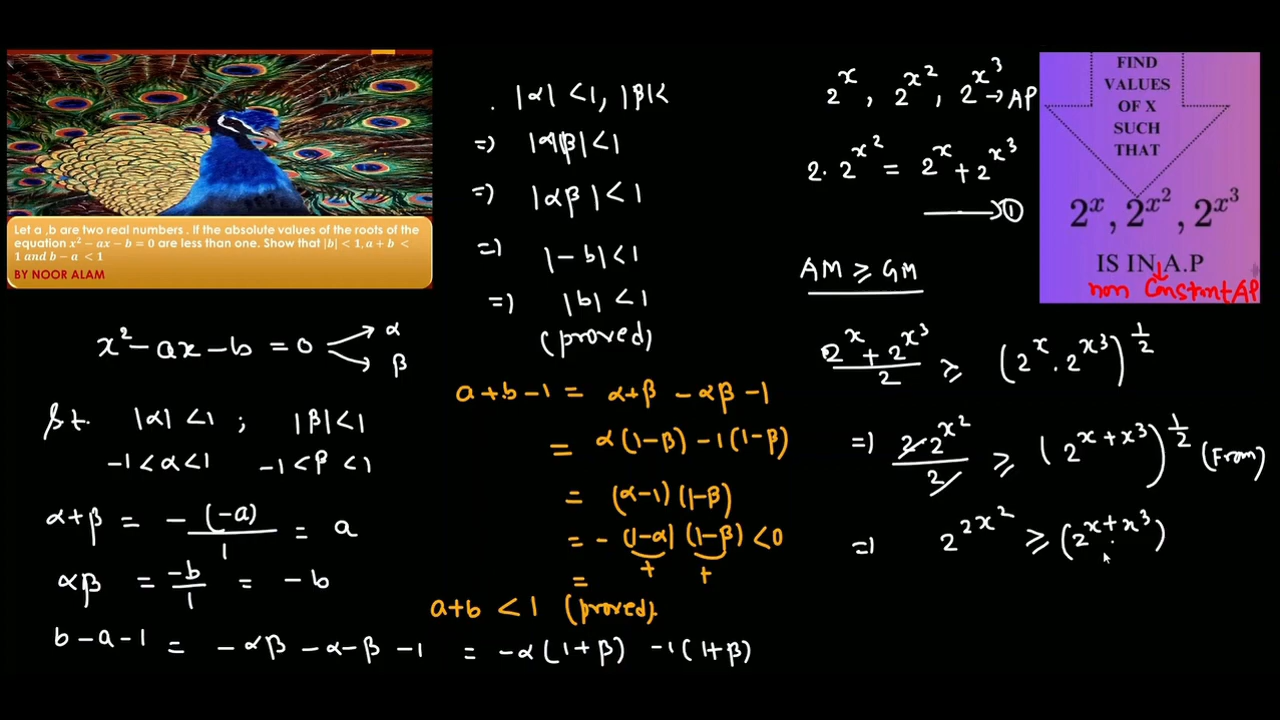 Let a ,b are two real numbers . If the absolute values of the roots of the
equation x² − ax − b = 0 are less than one. Show that |b| < 1, a + b <
1 and b − a < 1
BY NOOR ALAM
x² − ax − b = 0 → α
→ β
s.t. |α| < 1 ; |β| < 1
-1 < α < 1 -1 < β < 1
α+β = - (-a)/1 = a
αβ = -b/1 = -b
b - a - 1 = - αβ - α - β - 1 = -α(1+β) -1(1+β)
. |α| < 1, |β|<
=> |α||β| < 1
=> |αβ| < 1
=> |-b| < 1
=> |b| < 1
(proved)
a+b-1 = α+β - αβ - 1
= α(1-β) -1(1-β)
= (α-1)(1-β)
= - (1-α)(1-β) < 0
+ +
=
a+b < 1 (proved).
2^x, 2^x², 2^x³ → AP
2. 2^x² = 2^x + 2^x³
→ ①
AM ≥ GM
(2^x + 2^x³)/2 ≥ (2^x . 2^x³)^1/2
=> 2.2^x²/2 ≥ (2^x+x³)^1/2 (From)
=> 2^2x² ≥ (2^x+x³)
FIND
VALUES
OF X
SUCH
THAT
2^x, 2^x², 2^x³
IS IN A.P
non Constant AP